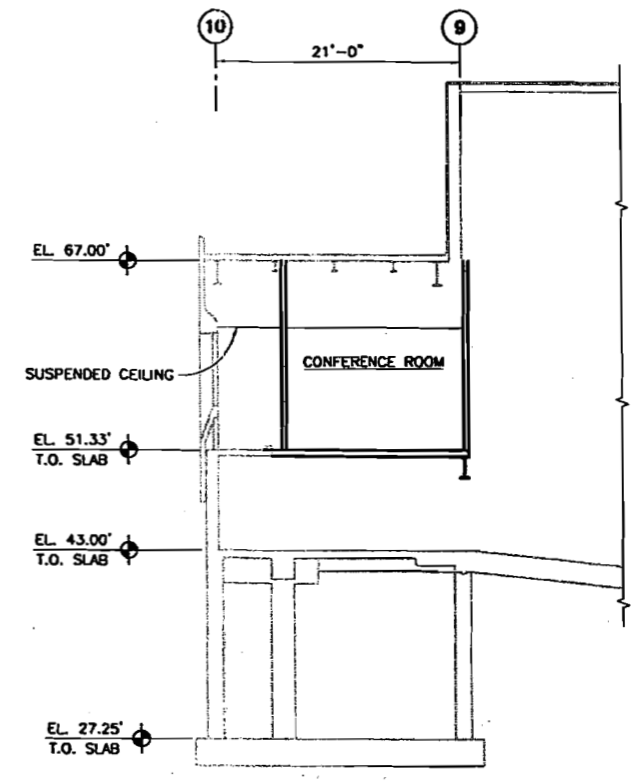 10
9
21'-0"
EL. 67.00'
SUSPENDED CEILING
CONFERENCE ROOM
EL. 51.33'
T.O. SLAB
EL. 43.00'
T.O. SLAB
EL. 27.25'
T.O. SLAB